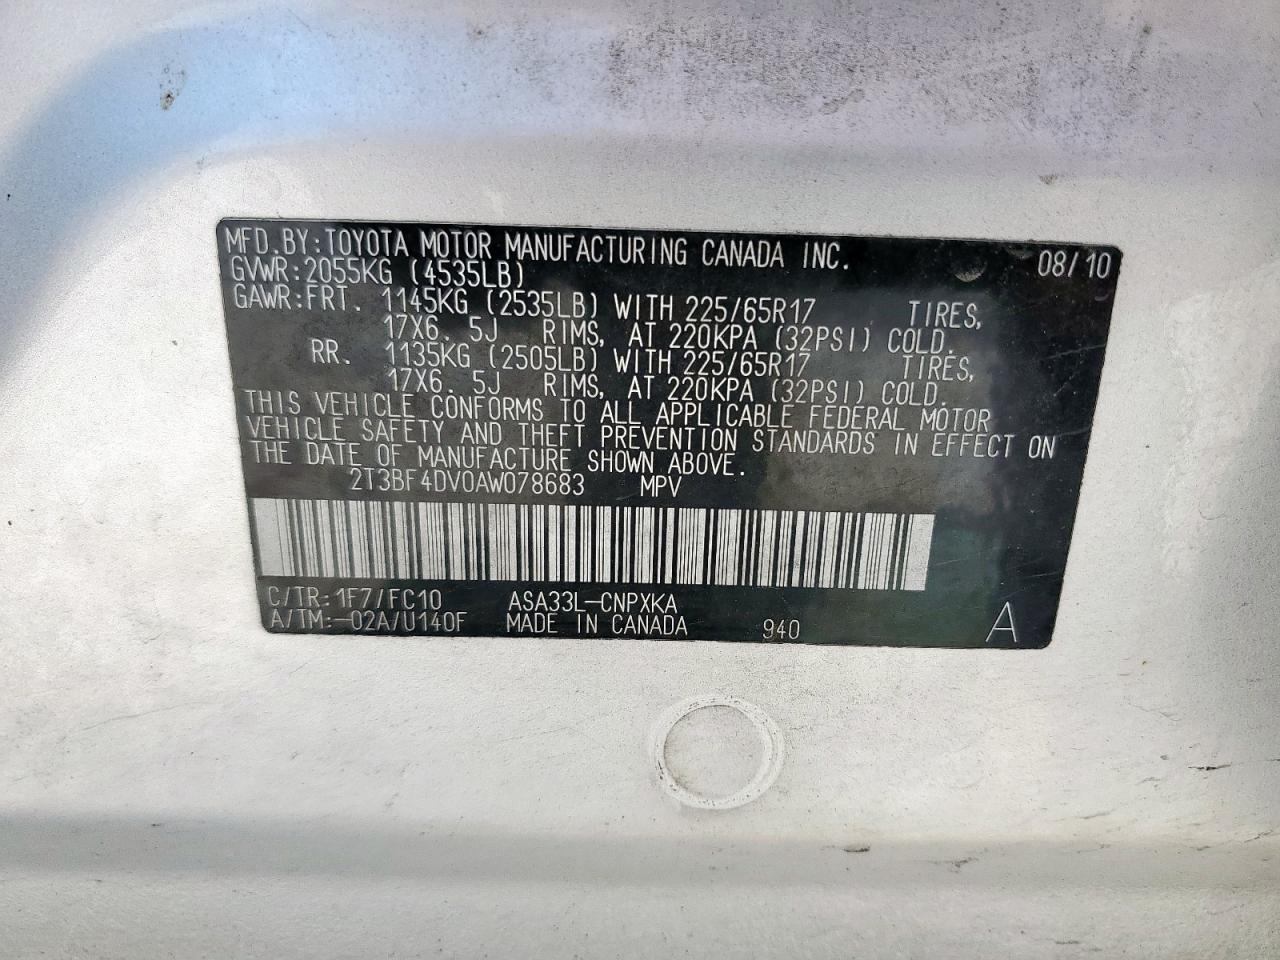 MFD.BY:TOYOTA MOTOR MANUFACTURING CANADA INC. 08/10
GVWR:2055KG (4535LB)
GAWR:FRT. 1145KG (2535LB) WITH 225/65R17 TIRES,
17X6.5J RIMS, AT 220KPA (32PSI) COLD.
RR. 1135KG (2505LB) WITH 225/65R17 TIRES,
17X6.5J RIMS, AT 220KPA (32PSI) COLD.
THIS VEHICLE CONFORMS TO ALL APPLICABLE FEDERAL MOTOR
VEHICLE SAFETY AND THEFT PREVENTION STANDARDS IN EFFECT ON
THE DATE OF MANUFACTURE SHOWN ABOVE.
2T3BF4DV0AW078683 MPV
C/TR:1F7/FC10 ASA33L-CNPXKA
A/TM:-02A/U140F MADE IN CANADA 940 A